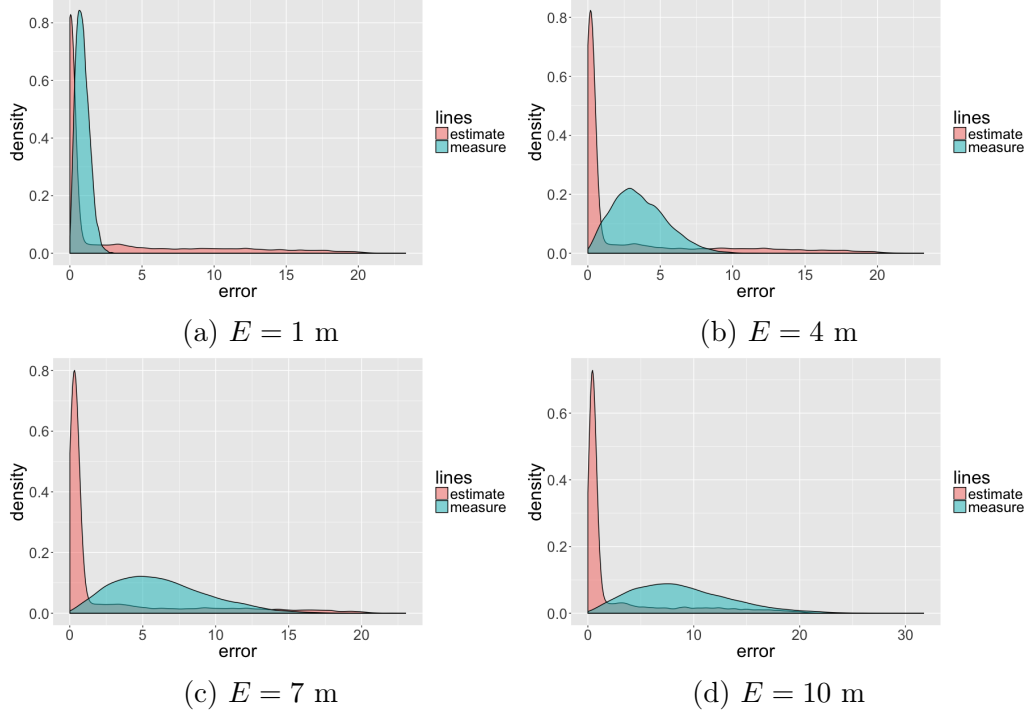 density
0.8
0.6
0.4
0.2
0.0
0 5 10 15 20
error
lines
estimate
measure
(a) E = 1 m
density
0.8
0.6
0.4
0.2
0.0
0 5 10 15 20
error
lines
estimate
measure
(b) E = 4 m
density
0.8
0.6
0.4
0.2
0.0
0 5 10 15 20
error
lines
estimate
measure
(c) E = 7 m
density
0.6
0.4
0.2
0.0
0 10 20 30
error
lines
estimate
measure
(d) E = 10 m